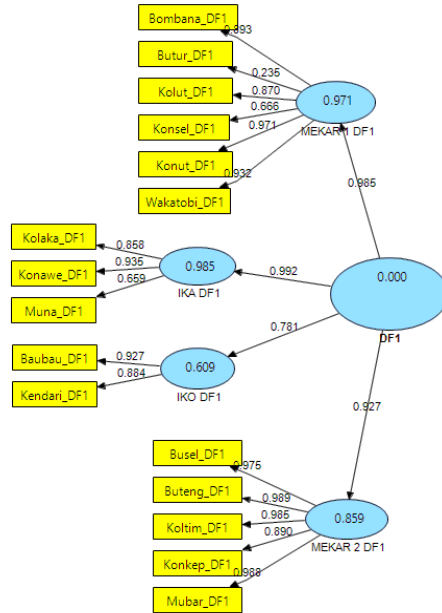 Bombana_DF1
0.893
Butur_DF1
0.235
Kolut_DF1
0.870
0.971
Konsel_DF1
0.666
MEKAR 1 DF1
0.971
Konut_DF1
0.932
Wakatobi_DF1
0.985
Kolaka_DF1
0.858
Konawe_DF1
0.935
0.985
0.992
0.000
Muna_DF1
0.659
IKA DF1
DF1
0.781
Baubau_DF1
0.927
0.609
Kendari_DF1
0.884
IKO DF1
0.927
Busel_DF1
0.975
Buteng_DF1
0.989
Koltim_DF1
0.985
0.859
Konkep_DF1
0.890
MEKAR 2 DF1
0.988
Mubar_DF1